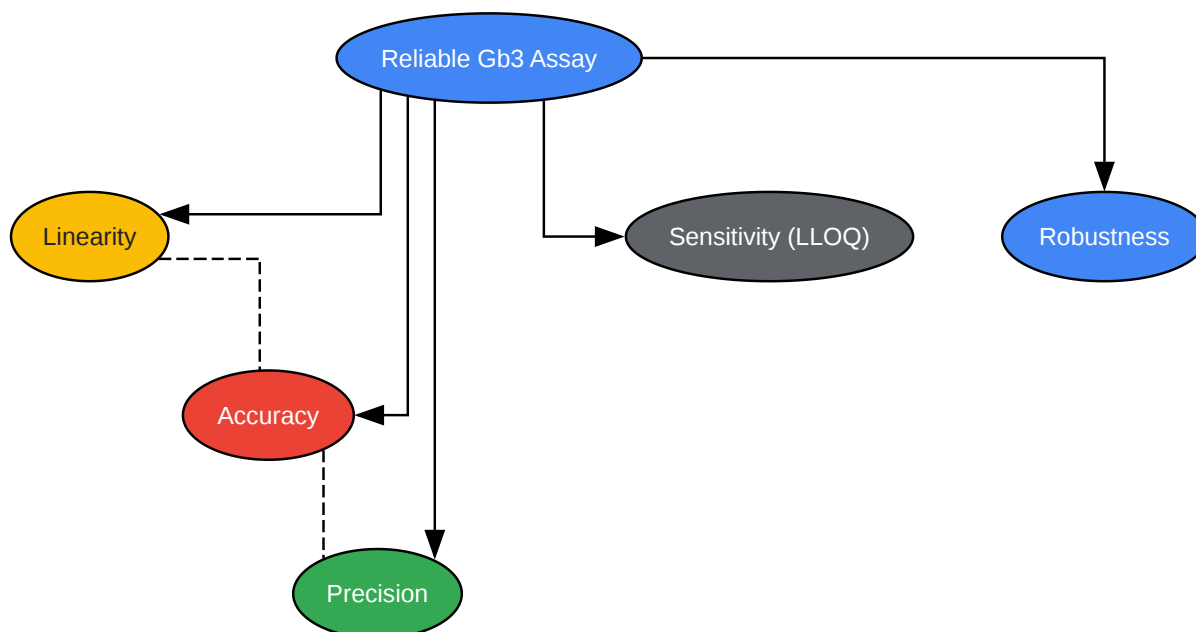 Reliable Gb3 Assay
Linearity
Sensitivity (LLOQ)
Robustness
Accuracy
Precision